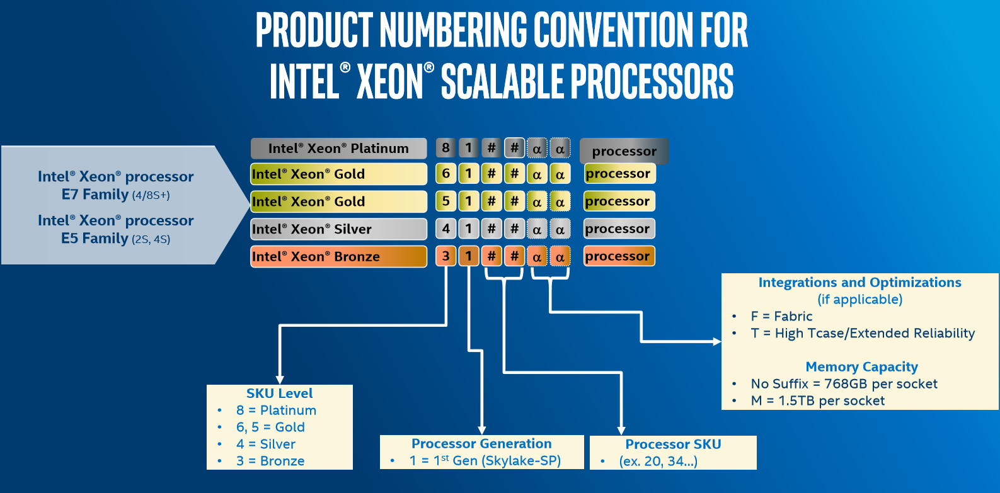 PRODUCT NUMBERING CONVENTION FOR
INTEL® XEON® SCALABLE PROCESSORS
Intel® Xeon® processor
E7 Family (4/8S+)
Intel® Xeon® processor
E5 Family (2S, 4S)
Intel® Xeon® Platinum 8 1 # # α α processor
Intel® Xeon® Gold 6 1 # # α α processor
Intel® Xeon® Gold 5 1 # # α α processor
Intel® Xeon® Silver 4 1 # # α α processor
Intel® Xeon® Bronze 3 1 # # α α processor
SKU Level
• 8 = Platinum
• 6, 5 = Gold
• 4 = Silver
• 3 = Bronze
Processor Generation
• 1 = 1st Gen (Skylake-SP)
Processor SKU
• (ex. 20, 34...)
Integrations and Optimizations
(if applicable)
• F = Fabric
• T = High Tcase/Extended Reliability
Memory Capacity
• No Suffix = 768GB per socket
• M = 1.5TB per socket